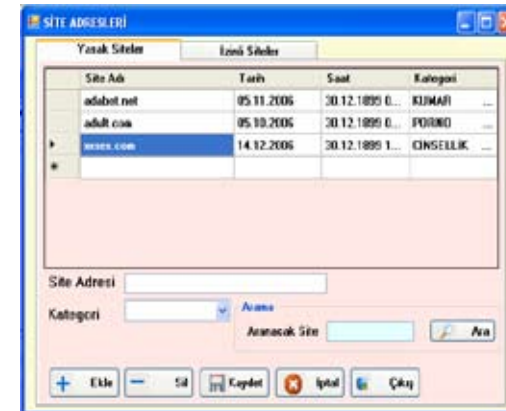 SİTE ADRESLERİ
Yasak Siteler İzinli Siteler
Site Adı Tarih Saat Kategori
adabet.net 05.11.2006 30.12.1899 0... KUMAR ...
adult.com 05.10.2006 30.12.1899 0... PORNO ...
14.12.2006 30.12.1899 1... CİNSELLİK ...
Site Adresi
Kategori
Arama
Aranacak Site
Ara
Ekle Sil Kaydet İptal Çıkış